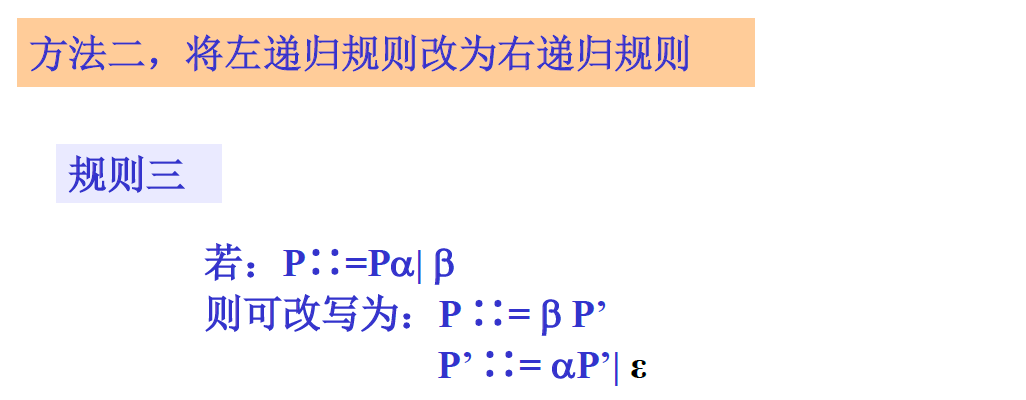 方法二，将左递归规则改为右递归规则
规则三
若：P∷=Pα| β
则可改写为：P ∷= β P’
P’ ∷= αP’| ε